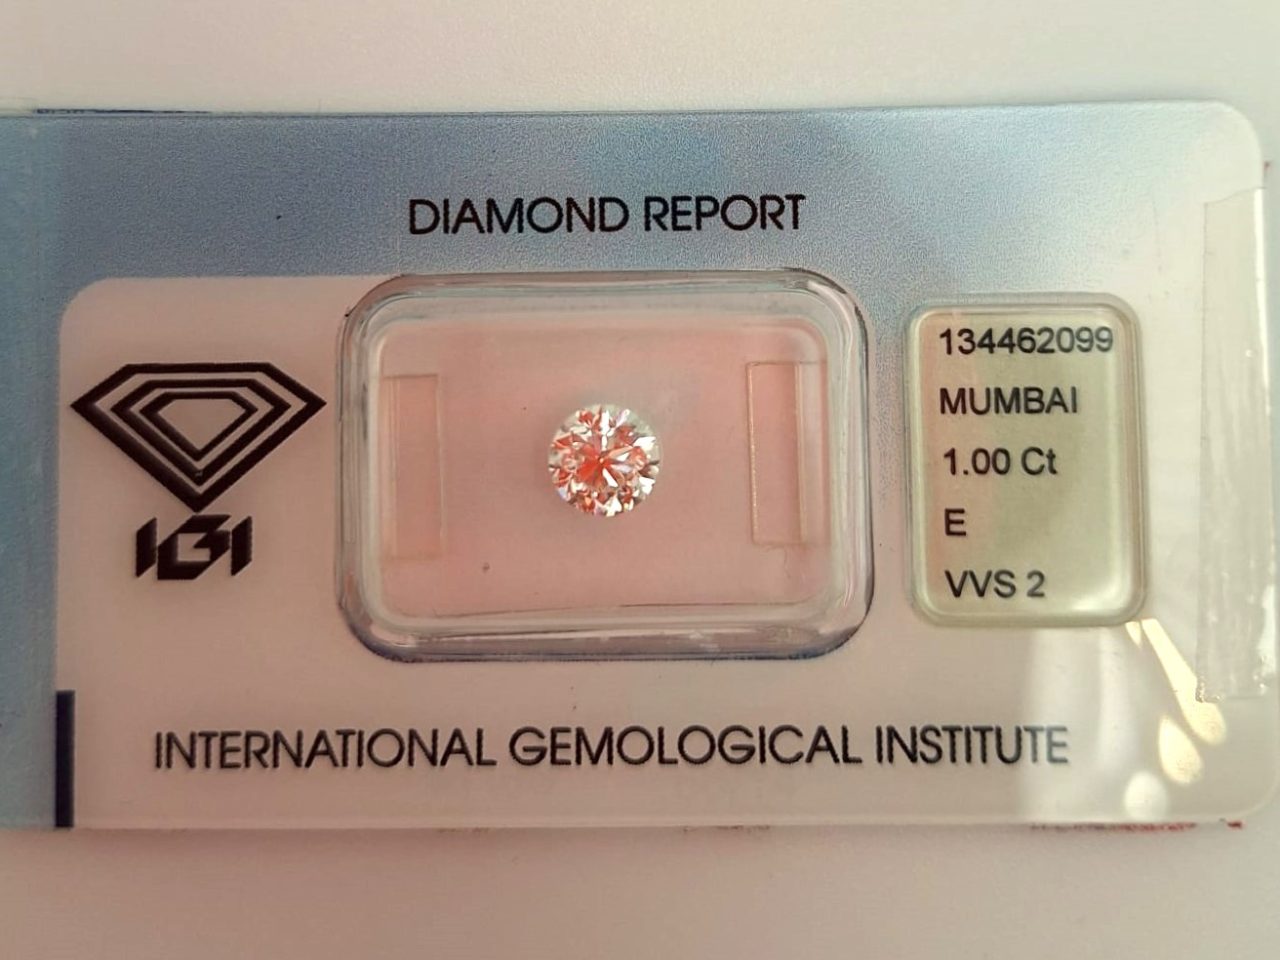 DIAMOND REPORT
IGI
134462099
MUMBAI
1.00 Ct
E
VVS 2
INTERNATIONAL GEMOLOGICAL INSTITUTE